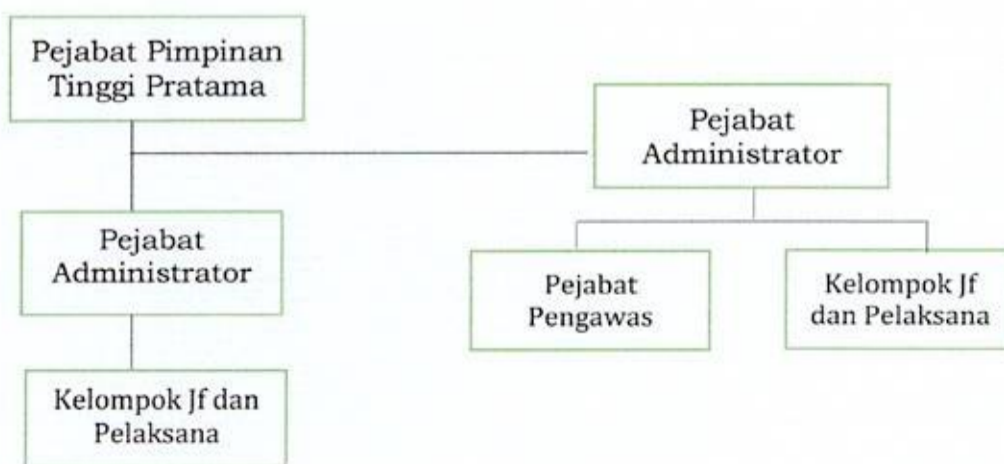 Pejabat Pimpinan
Tinggi Pratama
Pejabat
Administrator
Pejabat
Administrator
Pejabat
Pengawas
Kelompok Jf
dan Pelaksana
Kelompok Jf dan
Pelaksana